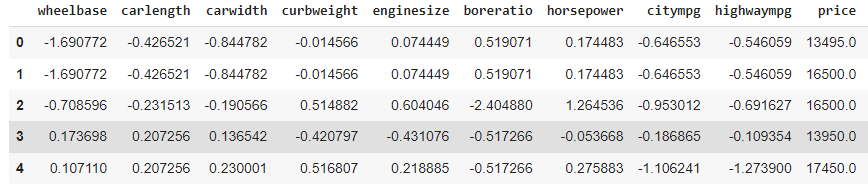 wheelbase carlength carwidth curbweight enginesize boreratio horsepower citympg highwaympg price
0 -1.690772 -0.426521 -0.844782 -0.014566 0.074449 0.519071 0.174483 -0.646553 -0.546059 13495.0
1 -1.690772 -0.426521 -0.844782 -0.014566 0.074449 0.519071 0.174483 -0.646553 -0.546059 16500.0
2 -0.708596 -0.231513 -0.190566 0.514882 0.604046 -2.404880 1.264536 -0.953012 -0.691627 16500.0
3 0.173698 0.207256 0.136542 -0.420797 -0.431076 -0.517266 -0.053668 -0.186865 -0.109354 13950.0
4 0.107110 0.207256 0.230001 0.516807 0.218885 -0.517266 0.275883 -1.106241 -1.273900 17450.0